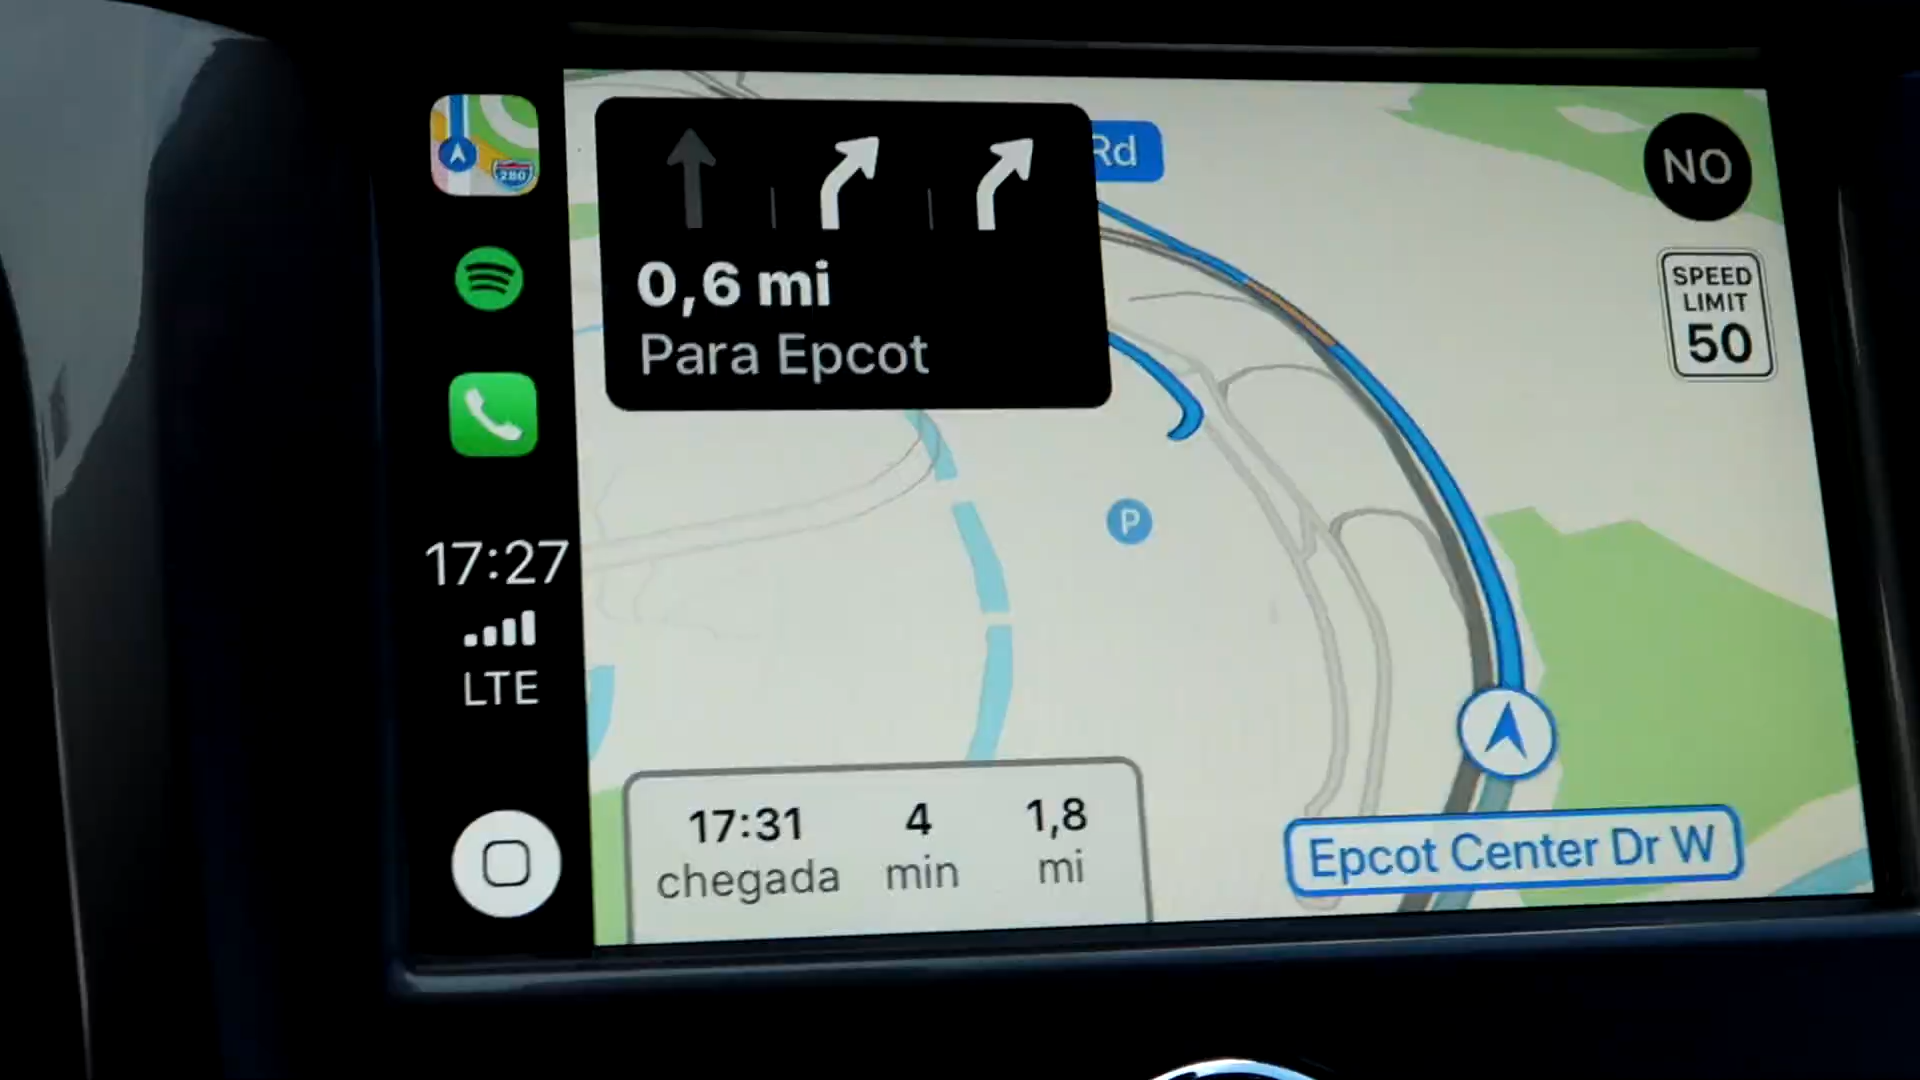 280
17:27
LTE
0,6 mi
Para Epcot
Rd
P
NO
SPEED
LIMIT
50
17:31 4 1,8
chegada min mi
Epcot Center Dr W